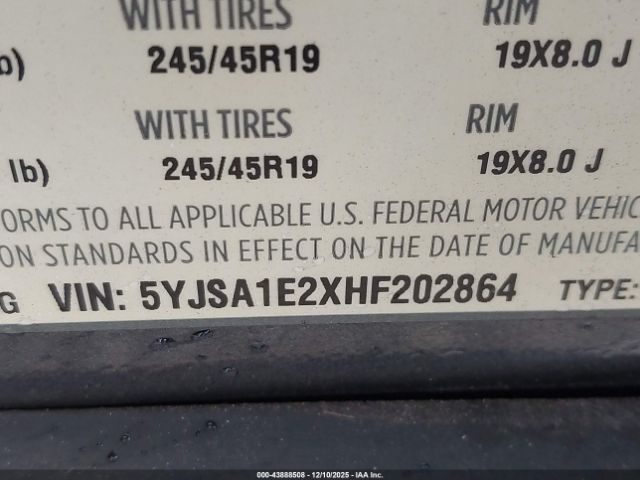 WITH TIRES RIM
b) 245/45R19 19X8.0 J
WITH TIRES RIM
lb) 245/45R19 19X8.0 J
ORMS TO ALL APPLICABLE U.S. FEDERAL MOTOR VEHIC
ON STANDARDS IN EFFECT ON THE DATE OF MANUFA
G VIN: 5YJSA1E2XHF202864 TYPE:
000-43888508 - 12/10/2025 - IAAI.COM